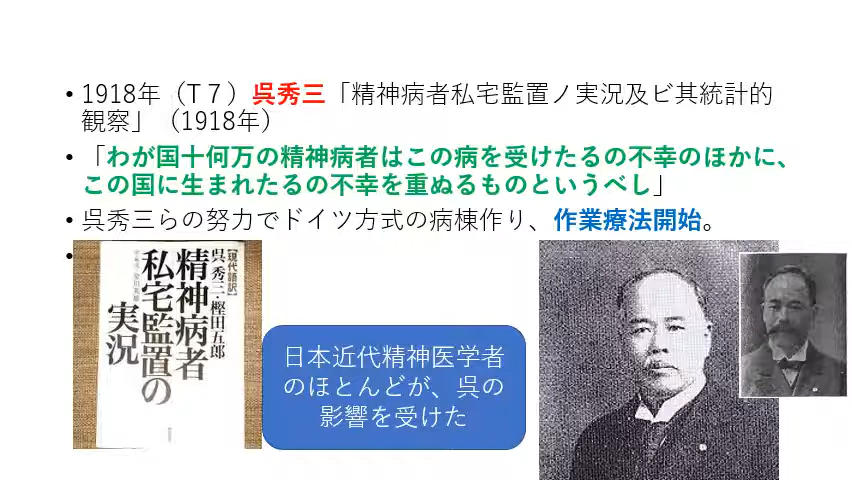 • 1918年（T７）呉秀三「精神病者私宅監置ノ実況及ビ其統計的
観察」（1918年）
• 「わが国十何万の精神病者はこの病を受けたるの不幸のほかに、
この国に生まれたるの不幸を重ぬるものというべし」
• 呉秀三らの努力でドイツ方式の病棟作り、作業療法開始。
•
【現代語訳】
呉秀三・樫田五郎
精神病者
私宅監置の
実況
日本近代精神医学者
のほとんどが、呉の
影響を受けた